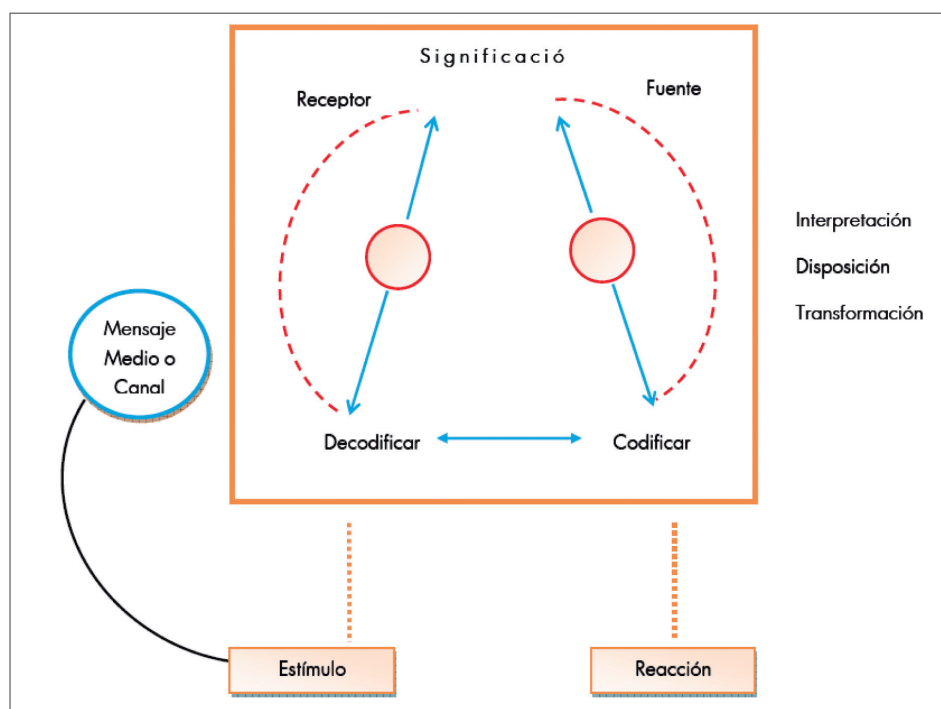 Significació
Receptor
Fuente
Interpretación
Disposición
Transformación
Mensaje
Medio o
Canal
Decodificar
Codificar
Estímulo
Reacción